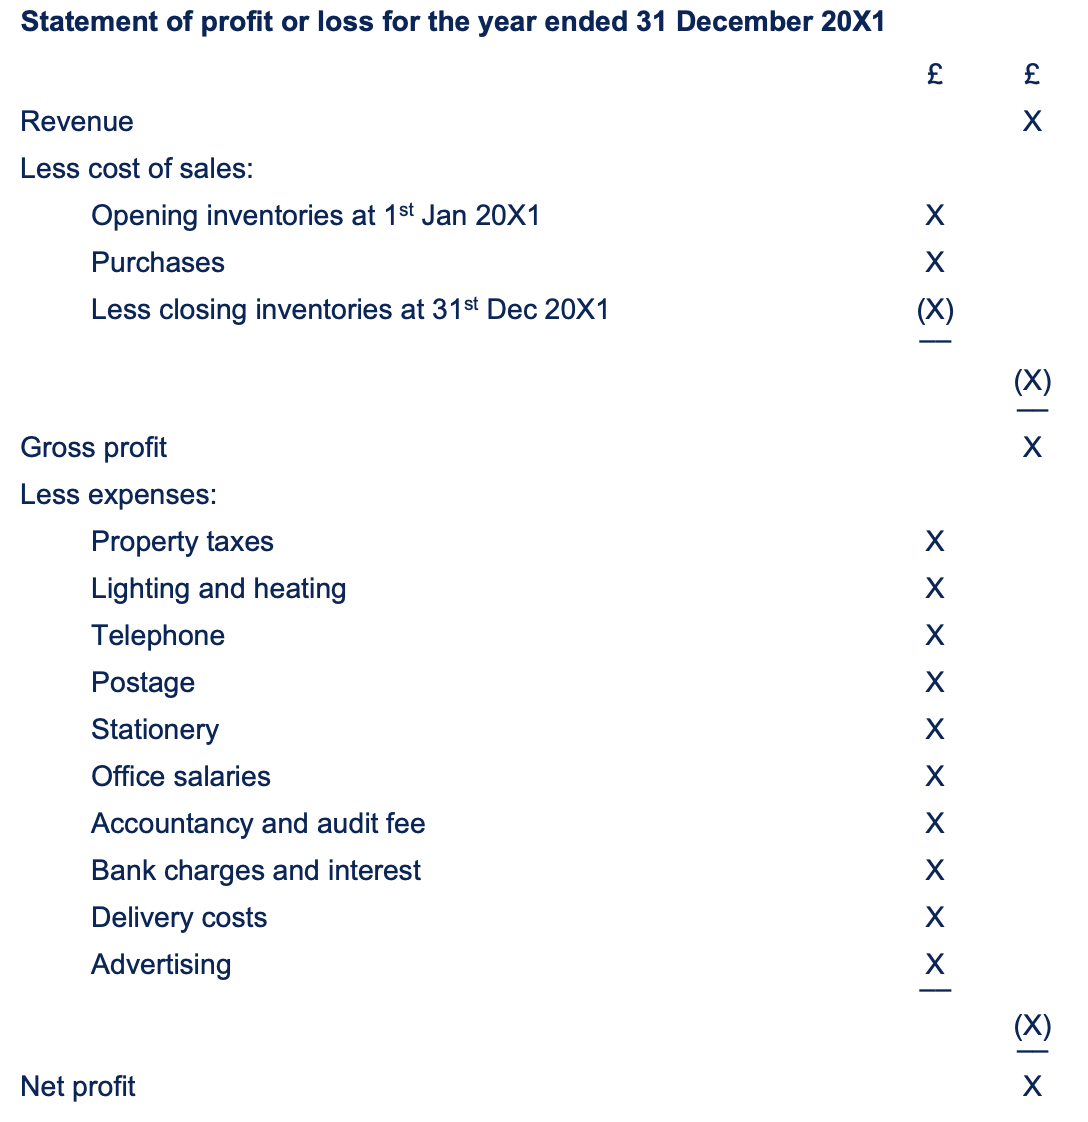 Statement of profit or loss for the year ended 31 December 20X1
£ £
Revenue X
Less cost of sales:
Opening inventories at 1st Jan 20X1 X
Purchases X
Less closing inventories at 31st Dec 20X1 (X)
(X)
Gross profit X
Less expenses:
Property taxes X
Lighting and heating X
Telephone X
Postage X
Stationery X
Office salaries X
Accountancy and audit fee X
Bank charges and interest X
Delivery costs X
Advertising X
(X)
Net profit X